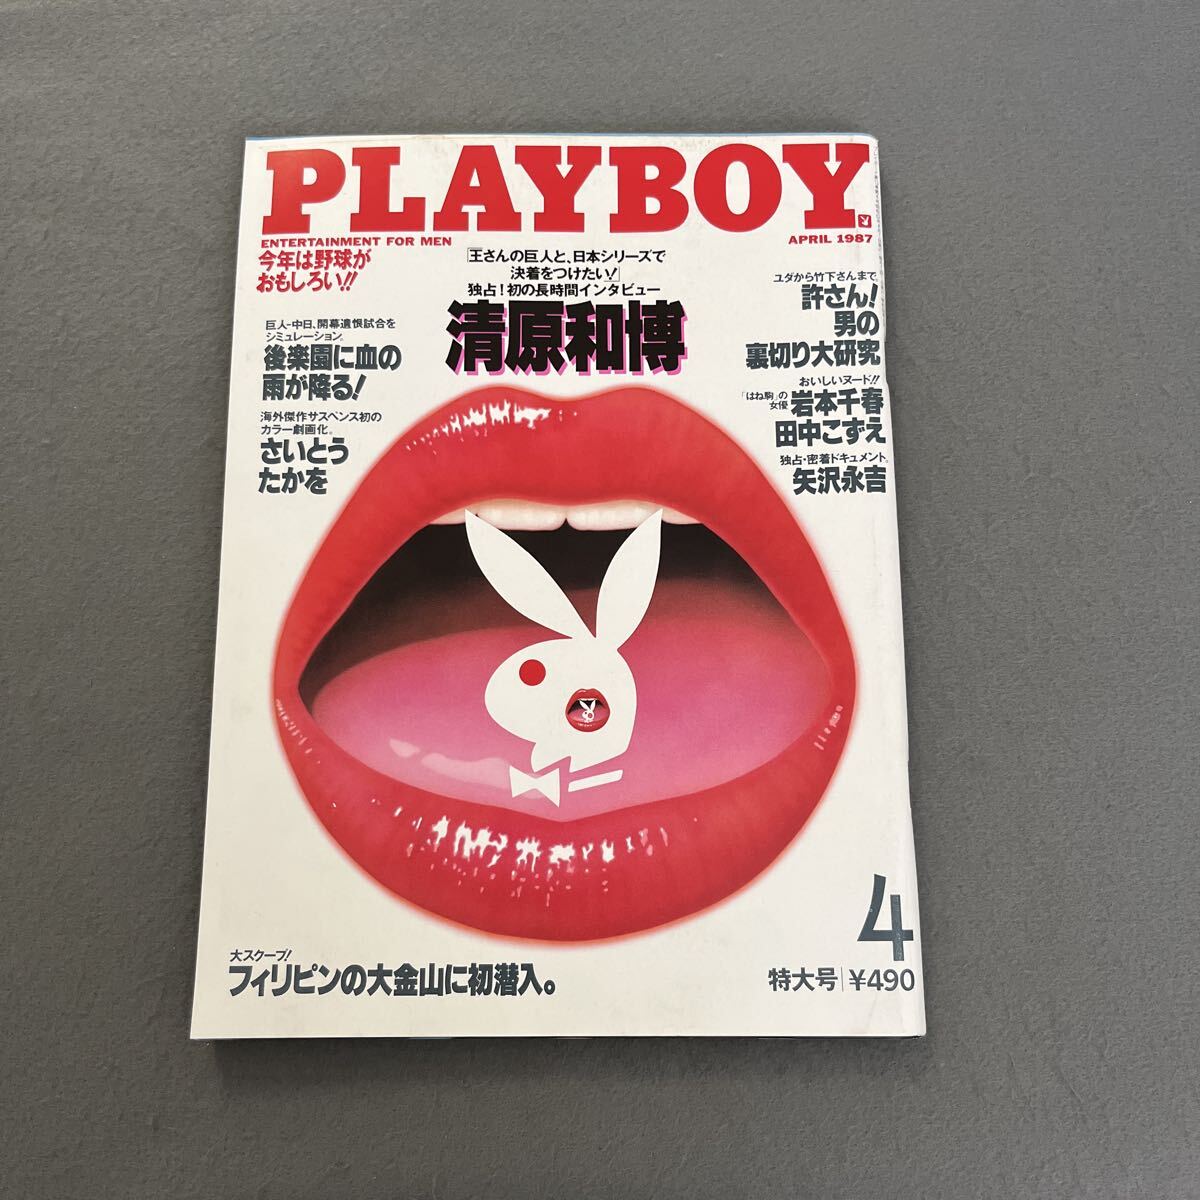 PLAYBOY
ENTERTAINMENT FOR MEN
APRIL 1987
今年は野球が
おもしろい!!
「王さんの巨人と、日本シリーズで
決着をつけたい!」
独占!初の長時間インタビュー
清原和博
巨人-中日、開幕遺恨試合を
シミュレーション。
後楽園に血の
雨が降る!
海外傑作サスペンス初の
カラー劇画化。
さいとう
たかを
ユダから竹下さんまで。
許さん!
男の
裏切り大研究
おいしいヌード!!
「はね駒」の
女優
岩本千春
田中こずえ
独占・密着ドキュメント。
矢沢永吉
大スクープ!
フィリピンの大金山に初潜入。
4
特大号 ¥490